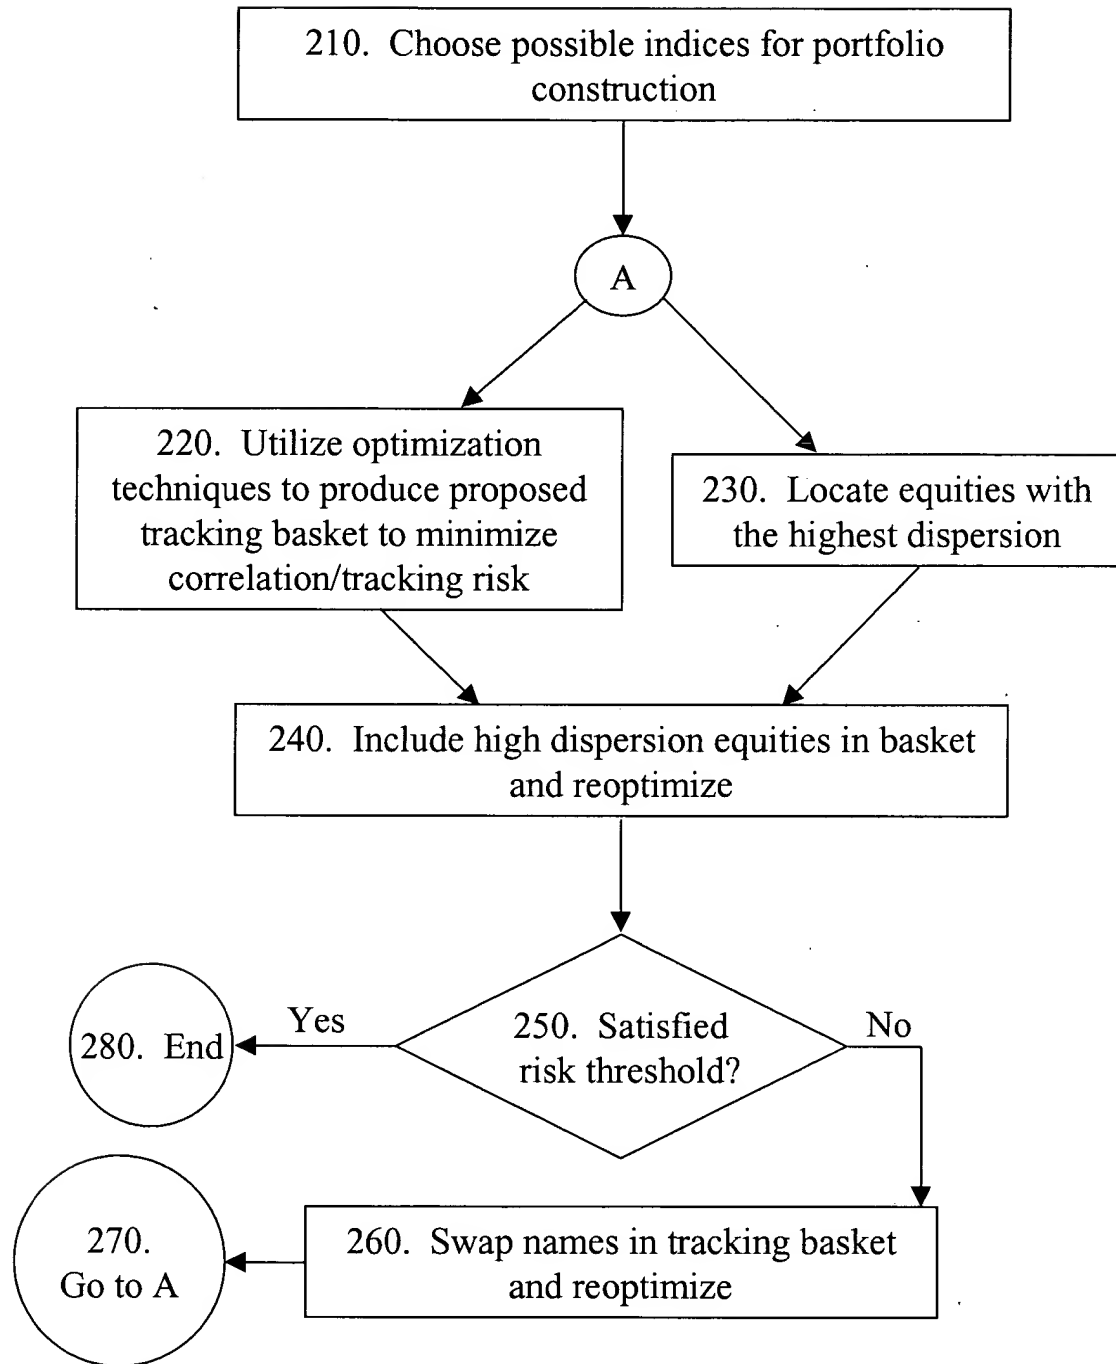 210. Choose possible indices for portfolio
construction
A
220. Utilize optimization
techniques to produce proposed
tracking basket to minimize
correlation/tracking risk
230. Locate equities with
the highest dispersion
240. Include high dispersion equities in basket
and reoptimize
Yes
250. Satisfied
risk threshold?
No
280. End
270.
Go to A
260. Swap names in tracking basket
and reoptimize